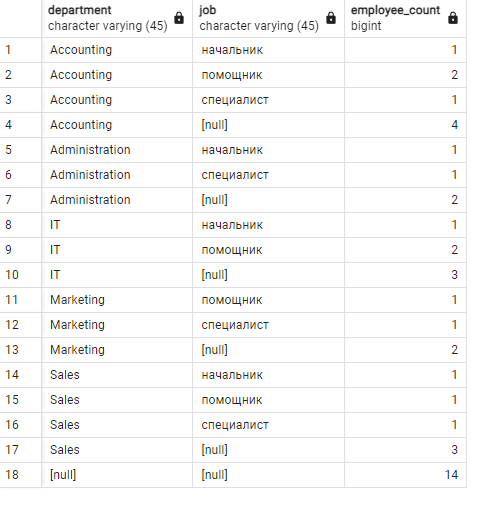 department job employee_count
character varying (45) character varying (45) bigint
1 Accounting начальник 1
2 Accounting помощник 2
3 Accounting специалист 1
4 Accounting [null] 4
5 Administration начальник 1
6 Administration специалист 1
7 Administration [null] 2
8 IT начальник 1
9 IT помощник 2
10 IT [null] 3
11 Marketing помощник 1
12 Marketing специалист 1
13 Marketing [null] 2
14 Sales начальник 1
15 Sales помощник 1
16 Sales специалист 1
17 Sales [null] 3
18 [null] [null] 14